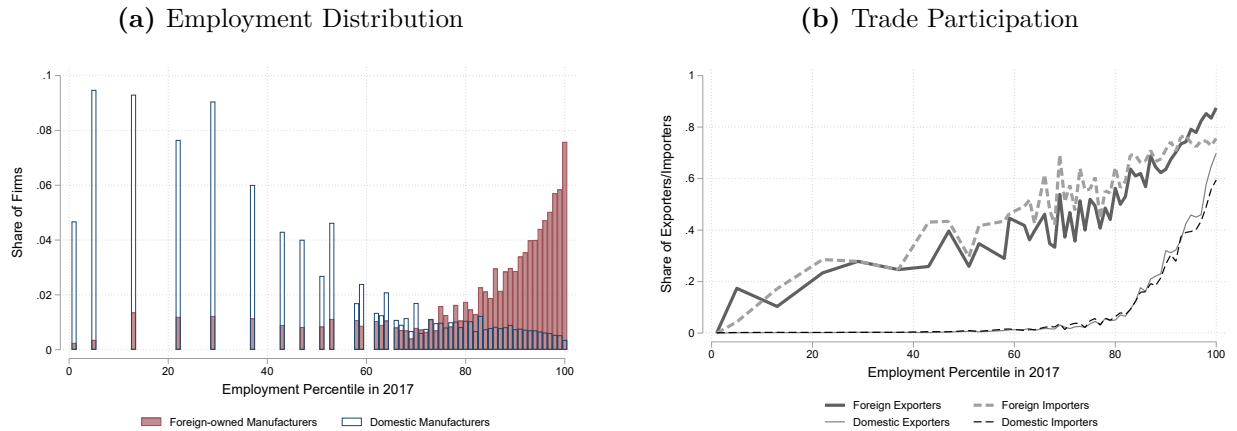 (a) Employment Distribution
.1
.08
.06
.04
.02
0
Share of Firms
0 20 40 60 80 100
Employment Percentile in 2017
Foreign-owned Manufacturers Domestic Manufacturers
(b) Trade Participation
1
.8
.6
.4
.2
0
Share of Exporters/Importers
0 20 40 60 80 100
Employment Percentile in 2017
Foreign Exporters Foreign Importers
Domestic Exporters Domestic Importers